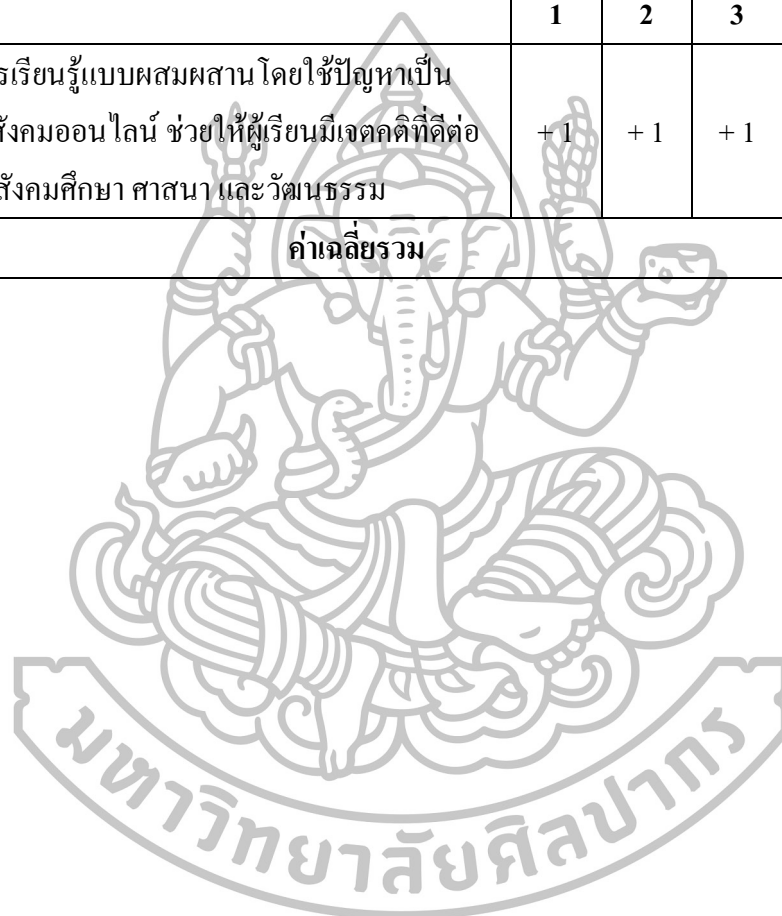 1 2 3
รเรียนรู้แบบผสมผสานโดยใช้ปัญหาเป็น
สังคมออนไลน์ ช่วยให้ผู้เรียนมีเจตคติที่ดีต่อ + 1 + 1 + 1
สังคมศึกษา ศาสนา และวัฒนธรรม
ค่าเฉลี่ยรวม
มหาวิทยาลัยศิลปากร